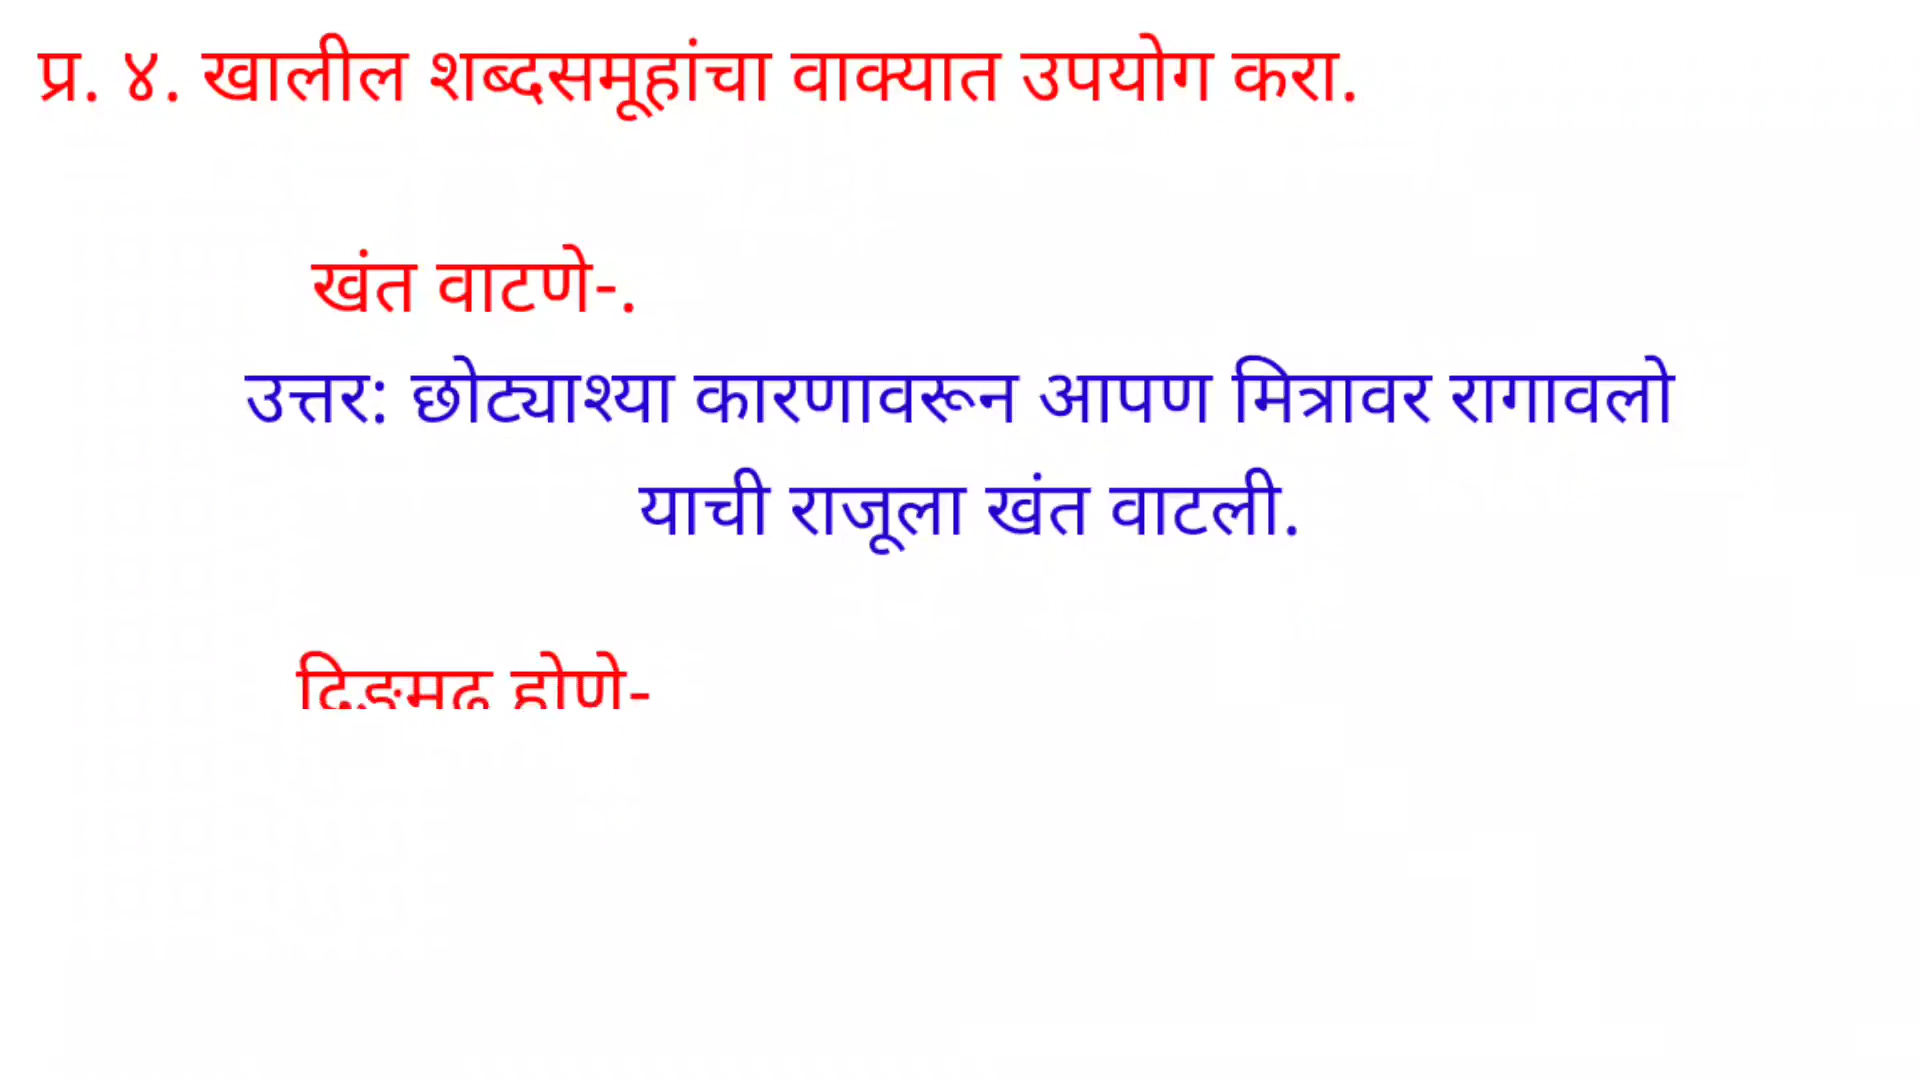 प्र. ४. खालील शब्दसमूहांचा वाक्यात उपयोग करा.
खंत वाटणे-.
उत्तर: छोट्याश्या कारणावरून आपण मित्रावर रागावलो
याची राजूला खंत वाटली.
होणे-